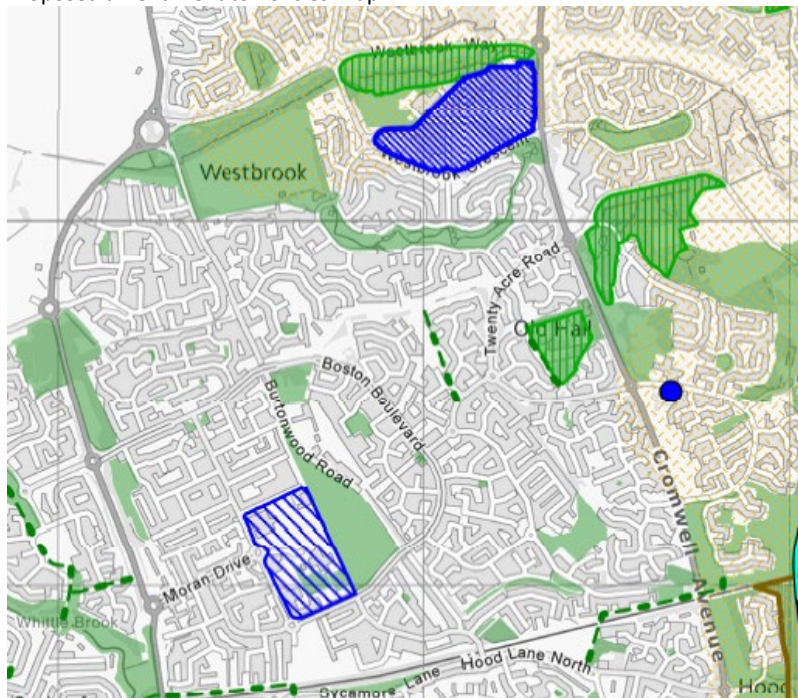 Westbrook Way
Westbrook Crescent
Westbrook
Twenty Acre Road
Old Hall
Boston Boulevard
Burtonwood Road
Cromwell Avenue
Moran Drive
Whittle Brook
Hood Lane North
Sycamore Lane
Hood